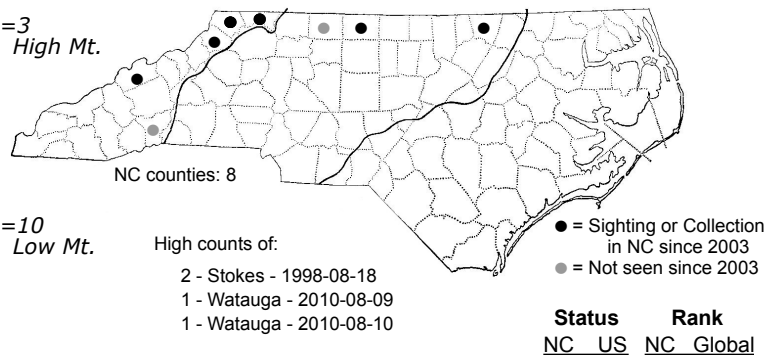 =3
High Mt.
NC counties: 8
=10
Low Mt.
High counts of:
2 - Stokes - 1998-08-18
1 - Watauga - 2010-08-09
1 - Watauga - 2010-08-10
● = Sighting or Collection
in NC since 2003
● = Not seen since 2003
Status Rank
NC US NC Global